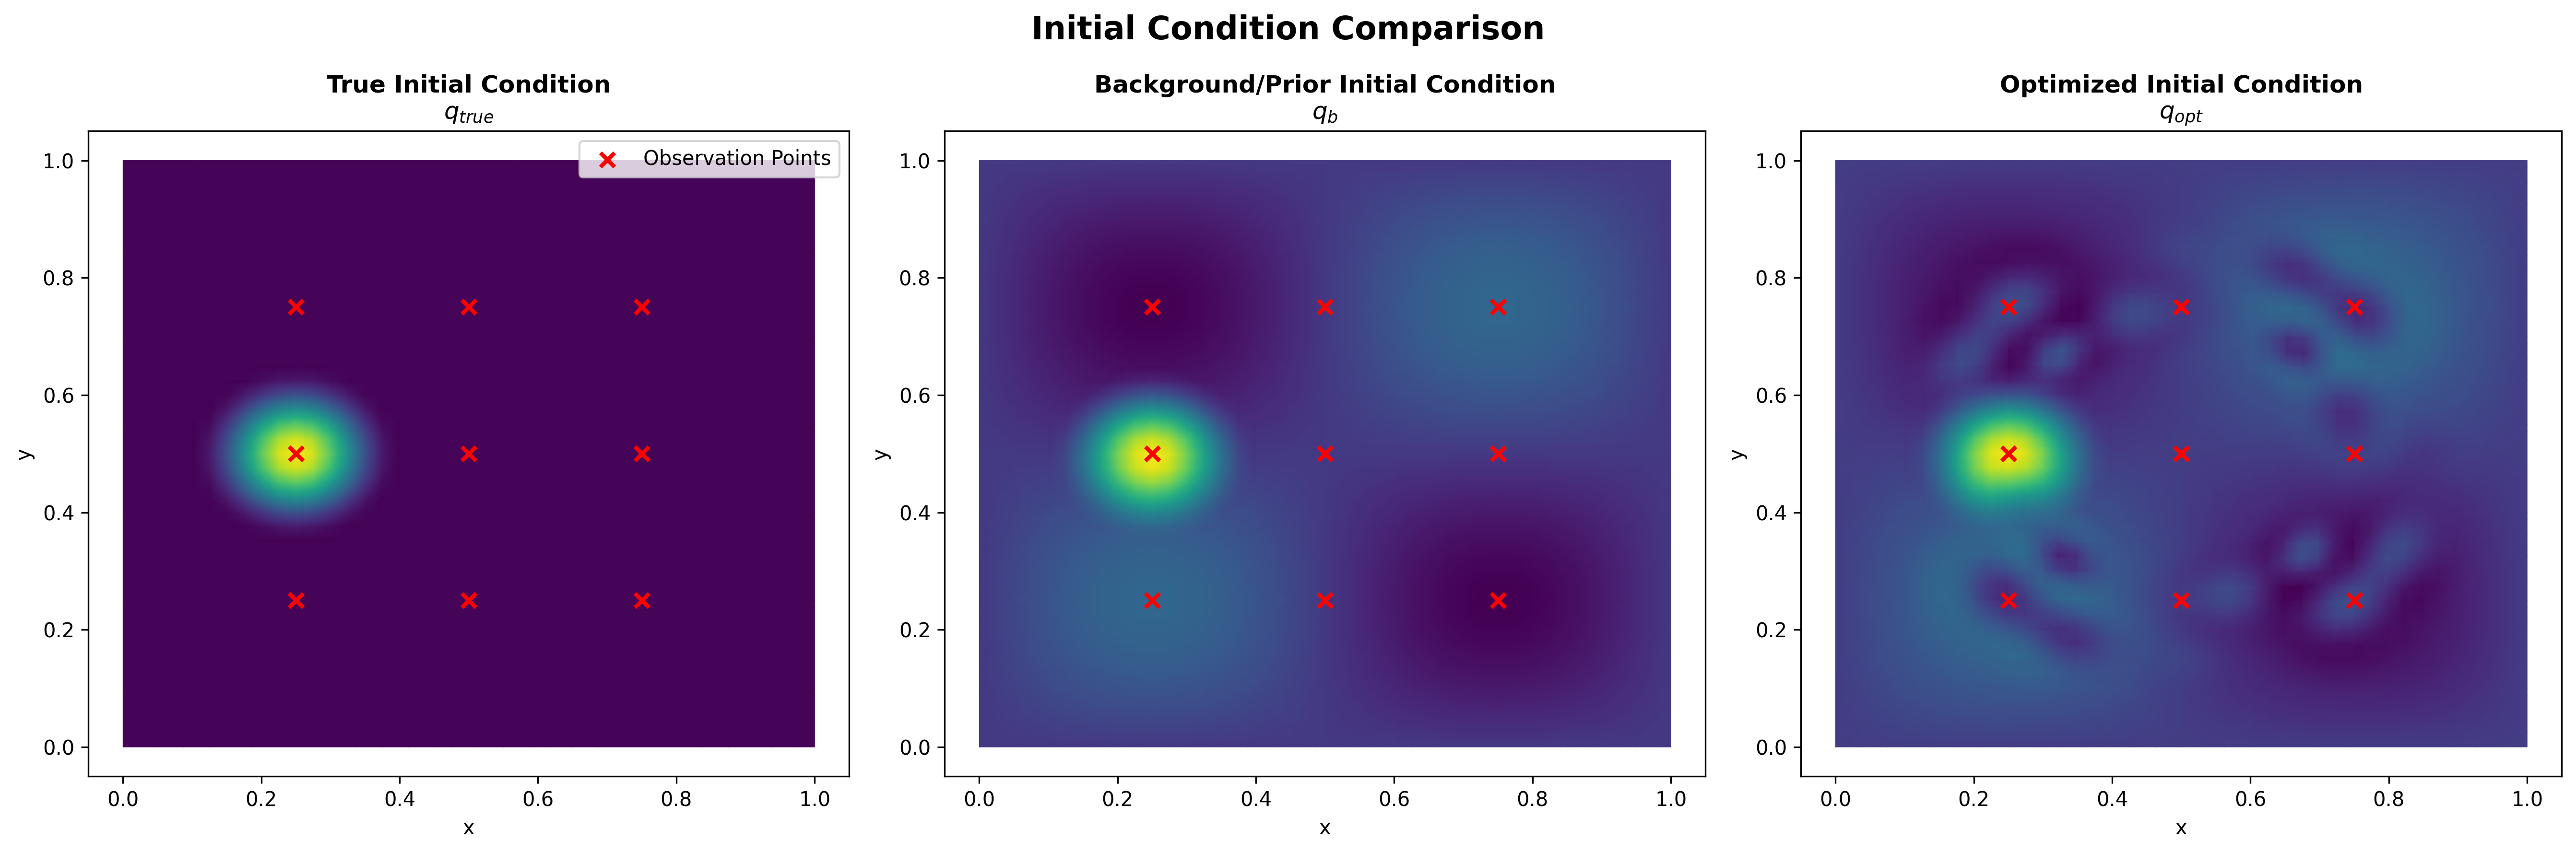 Initial Condition Comparison
True Initial Condition
q_true
Observation Points
1.0
0.8
0.6
0.4
0.2
0.0
y
0.0 0.2 0.4 0.6 0.8 1.0
x
Background/Prior Initial Condition
q_b
1.0
0.8
0.6
0.4
0.2
0.0
y
0.0 0.2 0.4 0.6 0.8 1.0
x
Optimized Initial Condition
q_opt
1.0
0.8
0.6
0.4
0.2
0.0
y
0.0 0.2 0.4 0.6 0.8 1.0
x